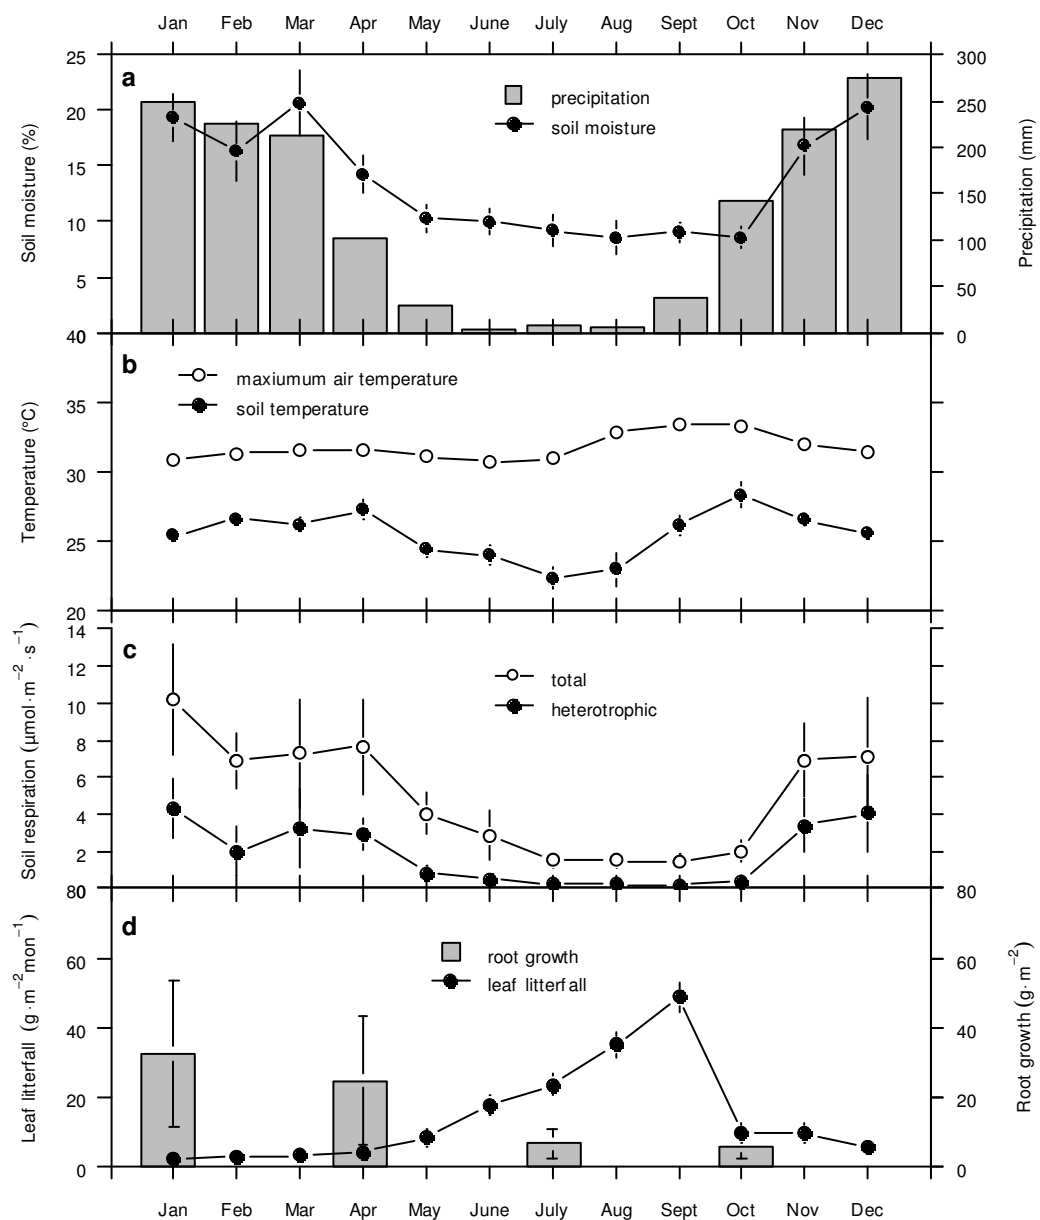 Jan Feb Mar Apr May June July Aug Sept Oct Nov Dec
a
precipitation
soil moisture
Soil moisture (%)
25
20
15
10
5
Precipitation (mm)
300
250
200
150
100
50
0
b
maxiumum air temperature
soil temperature
Temperature (°C)
40
35
30
25
20
c
total
heterotrophic
Soil respiration (µmol·m−2·s−1)
14
12
10
8
6
4
2
d
root growth
leaf litterfall
Leaf litterfall (g·m−2mon−1)
80
60
40
20
0
Root growth (g·m−2)
80
60
40
20
0
Jan Feb Mar Apr May June July Aug Sept Oct Nov Dec